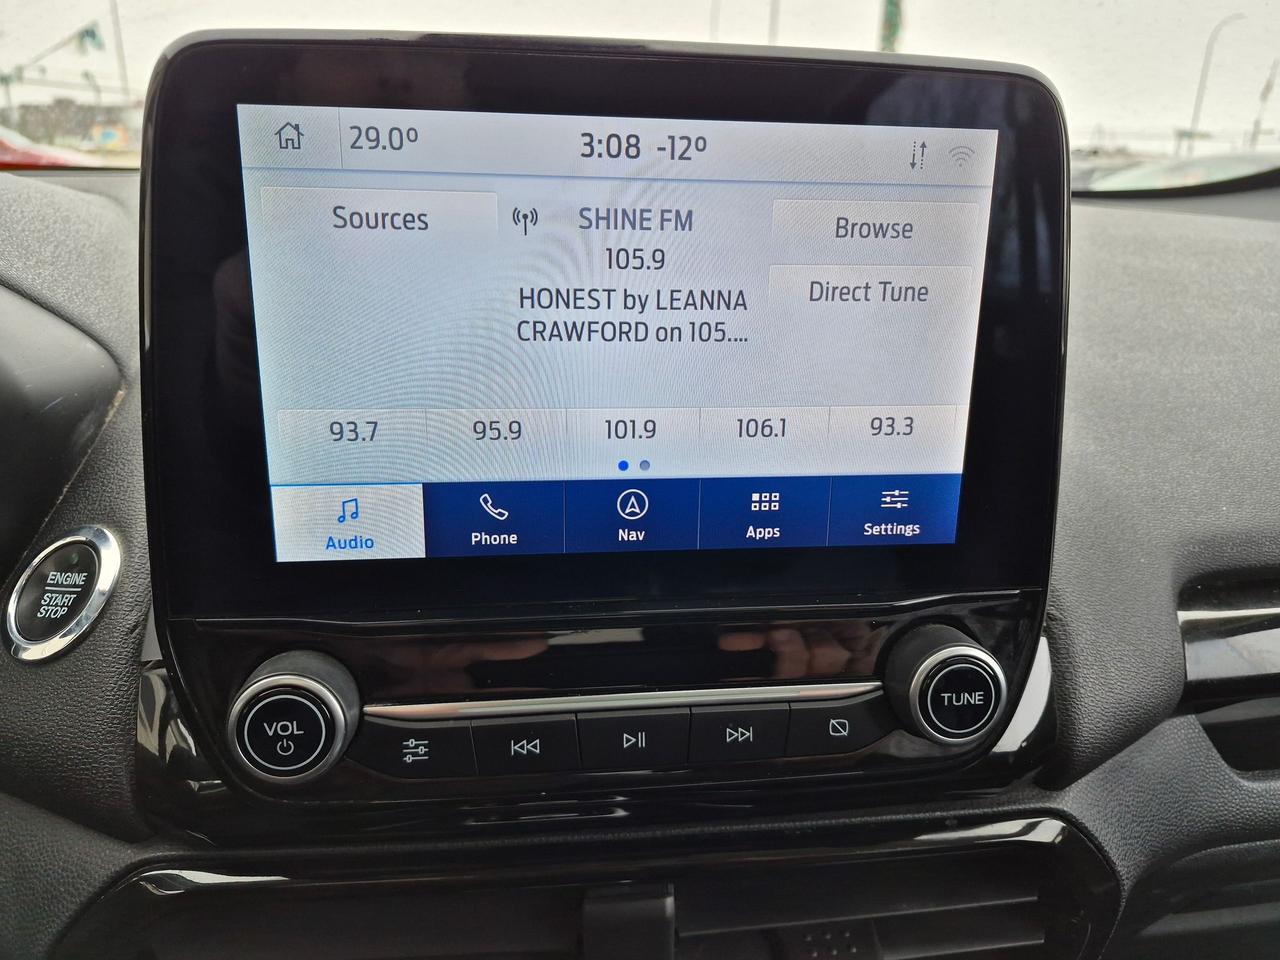 29.0°
3:08 -12°
Sources
SHINE FM
Browse
105.9
Direct Tune
HONEST by LEANNA
CRAWFORD on 105....
93.7
95.9
101.9
106.1
93.3
Audio
Phone
Nav
Apps
Settings
ENGINE
START
STOP
VOL
TUNE